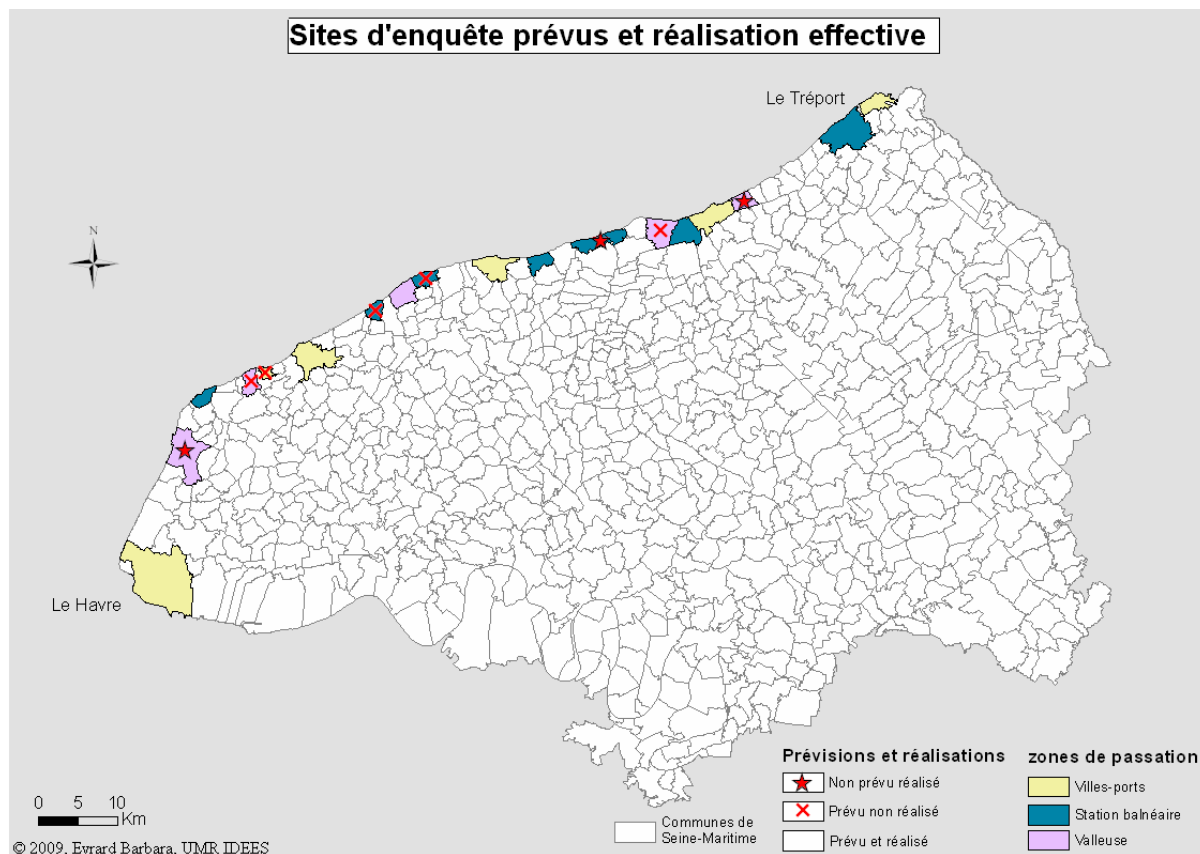 Sites d'enquête prévus et réalisation effective
Le Tréport
N
Le Havre
Prévisions et réalisations
Non prévu réalisé
Prévu non réalisé
Prévu et réalisé
zones de passation
Villes-ports
Station balnéaire
Valleuse
Communes de
Seine-Maritime
0 5 10
Km
© 2009, Evrard Barbara, UMR IDEES